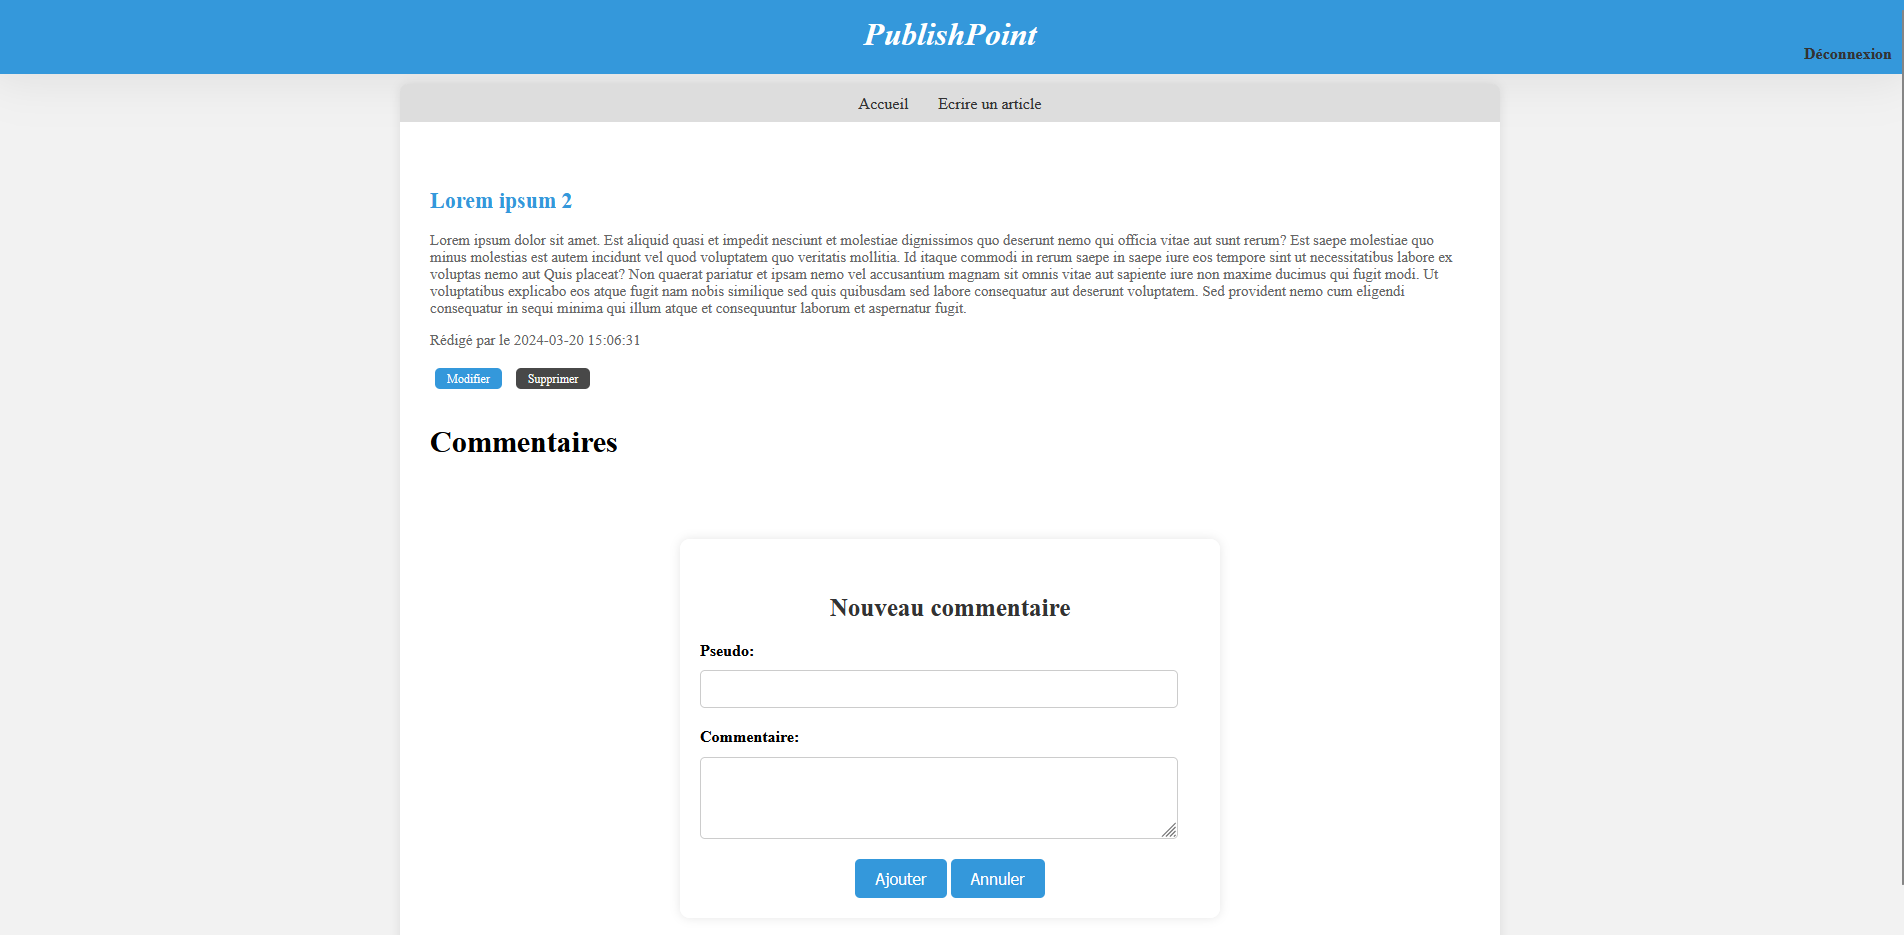 PublishPoint
Déconnexion
Accueil Ecrire un article
Lorem ipsum 2
Lorem ipsum dolor sit amet. Est aliquid quasi et impedit nesciunt et molestiae dignissimos quo deserunt nemo qui officia vitae aut sunt rerum? Est saepe molestiae quo
minus molestias est autem incidunt vel quod voluptatem quo veritatis mollitia. Id itaque commodi in rerum saepe in saepe iure eos tempore sint ut necessitatibus labore ex
voluptas nemo aut Quis placeat? Non quaerat pariatur et ipsam nemo vel accusantium magnam sit omnis vitae aut sapiente iure non maxime ducimus qui fugit modi. Ut
voluptatibus explicabo eos atque fugit nam nobis similique sed quis quibusdam sed labore consequatur aut deserunt voluptatem. Sed provident nemo cum eligendi
consequatur in sequi minima qui illum atque et consequuntur laborum et aspernatur fugit.
Rédigé par le 2024-03-20 15:06:31
Modifier Supprimer
Commentaires
Nouveau commentaire
Pseudo:
Commentaire:
Ajouter Annuler